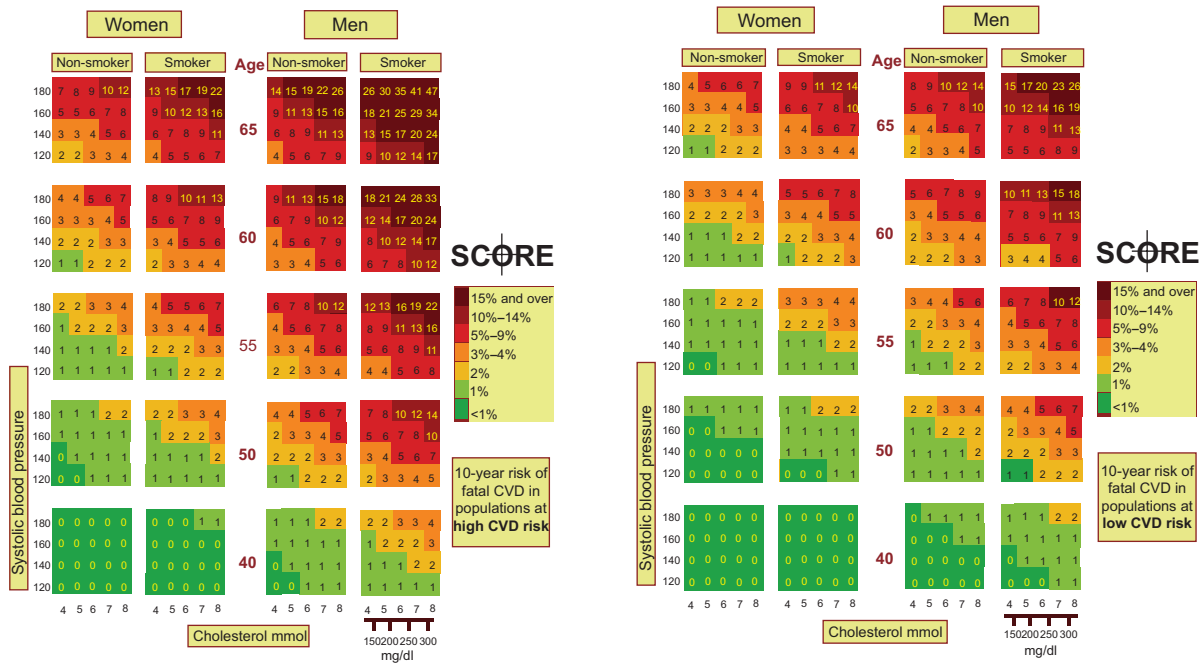 Women Men
Non-smoker Smoker Age Non-smoker Smoker
180 7 8 9 10 12 13 15 17 19 22 14 15 19 22 26 26 30 35 41 47
160 5 5 6 7 8 9 10 12 13 16 9 11 13 15 16 18 21 25 29 34
65
140 3 3 4 5 6 6 7 8 9 11 6 8 9 11 13 13 15 17 20 24
120 2 2 3 3 4 4 5 5 6 7 4 5 6 7 9 9 10 12 14 17
180 4 4 5 6 7 8 9 10 11 13 9 11 13 15 18 18 21 24 28 33
160 3 3 3 4 5 5 6 7 8 9 6 7 9 10 12 12 14 17 20 24
60
140 2 2 2 3 3 3 4 5 5 6 4 5 6 7 9 8 10 12 14 17
120 1 1 2 2 2 2 3 3 4 4 3 3 4 5 6 6 7 8 10 12
180 2 2 3 3 4 4 5 5 6 7 6 7 8 10 12 12 13 16 19 22
160 1 2 2 2 3 3 3 4 4 5 4 5 6 7 8 8 9 11 13 16
55
140 1 1 1 1 2 2 2 2 3 3 3 3 4 5 6 5 6 8 9 11
120 1 1 1 1 1 1 1 2 2 2 2 2 3 3 4 4 4 5 6 8
180 1 1 1 2 2 2 2 3 3 4 4 4 5 6 7 7 8 10 12 14
160 1 1 1 1 1 1 2 2 2 3 2 3 3 4 5 5 6 7 8 10
50
140 0 1 1 1 1 1 1 1 1 2 2 2 2 3 3 3 4 5 6 7
120 0 0 1 1 1 1 1 1 1 1 1 1 2 2 2 2 3 3 4 5
180 0 0 0 0 0 0 0 0 1 1 1 1 1 2 2 2 2 3 3 4
160 0 0 0 0 0 0 0 0 0 0 1 1 1 1 1 1 2 2 2 3
40
140 0 0 0 0 0 0 0 0 0 0 0 1 1 1 1 1 1 1 2 2
120 0 0 0 0 0 0 0 0 0 0 0 0 1 1 1 1 1 1 1 1
4 5 6 7 8 4 5 6 7 8 4 5 6 7 8 4 5 6 7 8
Systolic blood pressure
Cholesterol mmol
150 200 250 300
mg/dl
SCORE
15% and over
10%–14%
5%–9%
3%–4%
2%
1%
<1%
10-year risk of
fatal CVD in
populations at
high CVD risk
Women Men
Non-smoker Smoker Age Non-smoker Smoker
180 4 5 6 6 7 9 9 11 12 14 8 9 10 12 14 15 17 20 23 26
160 3 3 4 4 5 6 6 7 8 10 5 6 7 8 10 10 12 14 16 19
65
140 2 2 2 3 3 4 4 5 6 7 4 4 5 6 7 7 8 9 11 13
120 1 1 2 2 2 3 3 3 4 4 2 3 3 4 5 5 5 6 8 9
180 3 3 3 4 4 5 5 6 7 8 5 6 7 8 9 10 11 13 15 18
160 2 2 2 2 3 3 4 4 5 5 3 4 5 5 6 7 8 9 11 13
60
140 1 1 1 2 2 2 2 3 3 4 2 3 3 4 4 5 5 6 7 9
120 1 1 1 1 1 1 2 2 2 3 2 2 2 3 3 3 4 4 5 6
180 1 1 2 2 2 3 3 3 4 4 3 4 4 5 6 6 7 8 10 12
160 1 1 1 1 1 2 2 2 3 3 2 2 3 3 4 4 5 6 7 8
55
140 1 1 1 1 1 1 1 1 2 2 1 2 2 2 3 3 3 4 5 6
120 0 0 1 1 1 1 1 1 1 1 1 1 1 2 2 2 2 3 3 4
180 1 1 1 1 1 1 1 2 2 2 2 2 3 3 4 4 4 5 6 7
160 0 0 1 1 1 1 1 1 1 1 1 1 2 2 2 2 3 3 4 5
50
140 0 0 0 0 0 1 1 1 1 1 1 1 1 1 2 2 2 2 3 3
120 0 0 0 0 0 0 0 0 1 1 1 1 1 1 1 1 1 2 2 2
180 0 0 0 0 0 0 0 0 0 0 0 1 1 1 1 1 1 1 2 2
160 0 0 0 0 0 0 0 0 0 0 0 0 0 1 1 1 1 1 1 1
40
140 0 0 0 0 0 0 0 0 0 0 0 0 0 0 0 0 1 1 1 1
120 0 0 0 0 0 0 0 0 0 0 0 0 0 0 0 0 0 0 1 1
4 5 6 7 8 4 5 6 7 8 4 5 6 7 8 4 5 6 7 8
Systolic blood pressure
Cholesterol mmol
150 200 250 300
mg/dl
SCORE
15% and over
10%–14%
5%–9%
3%–4%
2%
1%
<1%
10-year risk of
fatal CVD in
populations at
low CVD risk